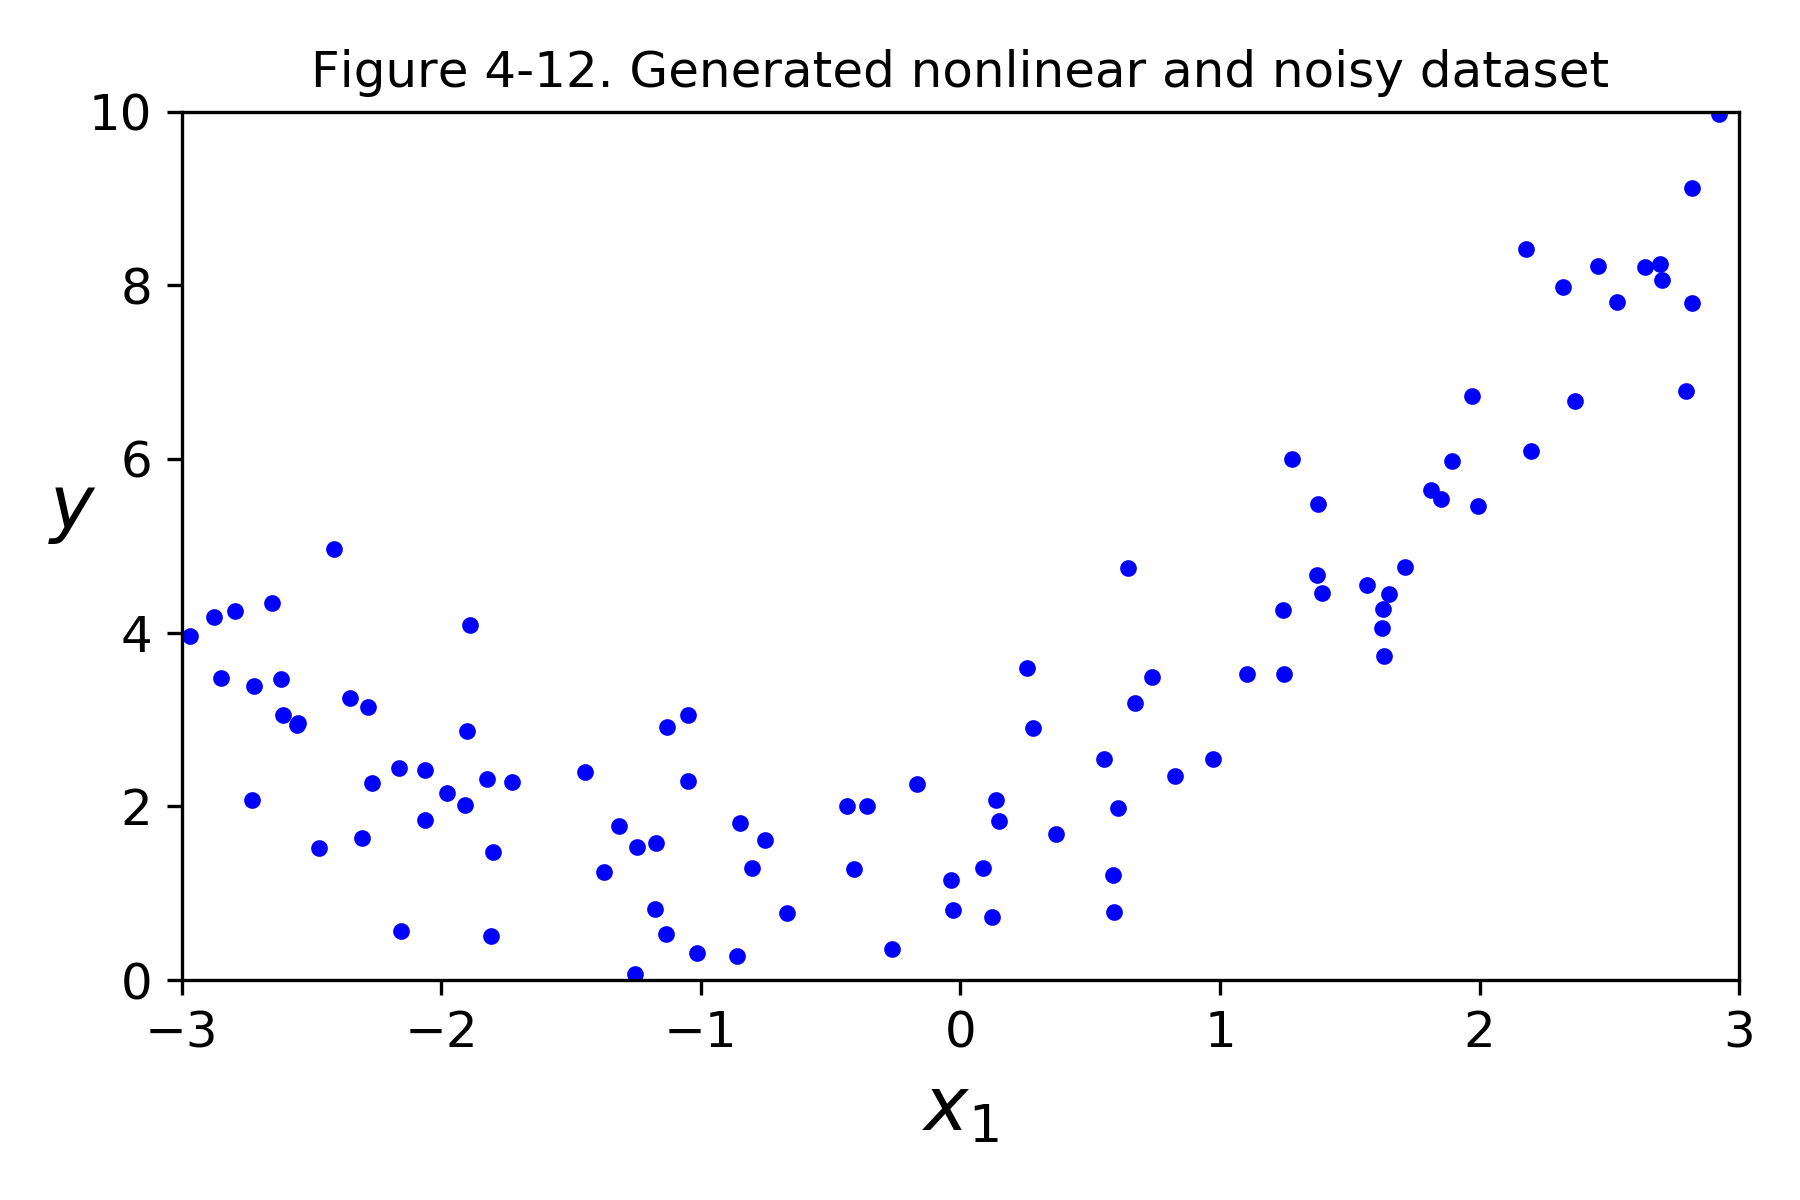 Figure 4-12. Generated nonlinear and noisy dataset
10
8
6
y
4
2
0
−3 −2 −1 0 1 2 3
x₁